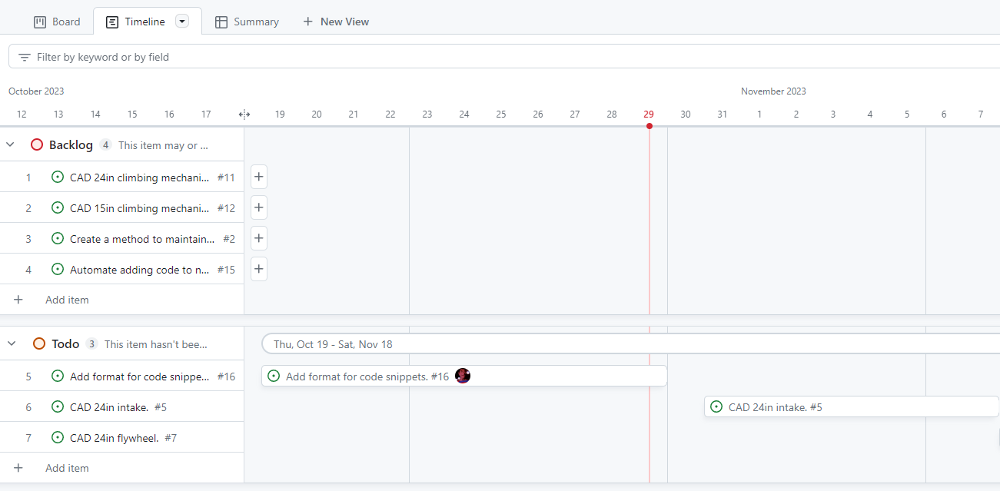 Board Timeline Summary New View
Filter by keyword or by field
October 2023 November 2023
12 13 14 15 16 17 19 20 21 22 23 24 25 26 27 28 29 30 31 1 2 3 4 5 6 7
Backlog 4 This item may or ...
1 CAD 24in climbing mechani... #11
2 CAD 15in climbing mechani... #12
3 Create a method to maintain... #2
4 Automate adding code to n... #15
Add item
Todo 3 This item hasn't bee... Thu, Oct 19 - Sat, Nov 18
5 Add format for code snippe... #16 Add format for code snippets. #16
6 CAD 24in intake. #5 CAD 24in intake. #5
7 CAD 24in flywheel. #7
Add item